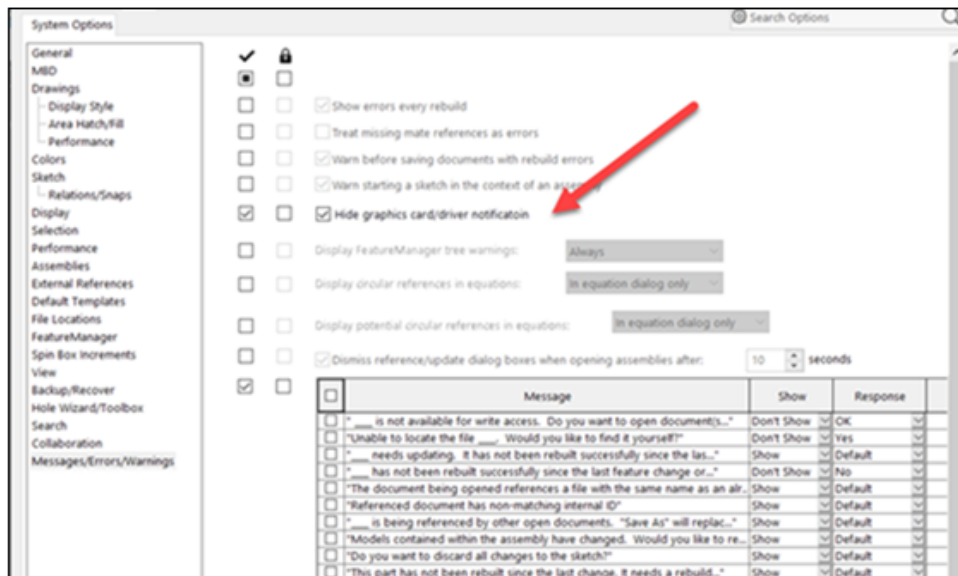 System Options
Search Options
General
MBD
Drawings
Display Style
Area Hatch/Fill
Performance
Colors
Sketch
Relations/Snaps
Display
Selection
Performance
Assemblies
External References
Default Templates
File Locations
FeatureManager
Spin Box Increments
View
Backup/Recover
Hole Wizard/Toolbox
Search
Collaboration
Messages/Errors/Warnings
Show errors every rebuild
Treat missing mate references as errors
Warn before saving documents with rebuild errors
Warn starting a sketch in the context of an
Hide graphics card/driver notificatoin
Display FeatureManager tree warnings: Always
Display circular references in equations: In equation dialog only
Display potential circular references in equations: In equation dialog only
Dismiss reference/update dialog boxes when opening assemblies after: 10 seconds
Message Show Response
"___ is not available for write access. Do you want to open document(s..." Don't Show OK
"Unable to locate the file ___. Would you like to find it yourself?" Don't Show Yes
"___ needs updating. It has not been rebuilt successfully since the las..." Show Default
"___ has not been rebuilt successfully since the last feature change or..." Don't Show No
"The document being opened references a file with the same name as an alr.. Show Default
"Referenced document has non-matching internal ID" Show Default
"___ is being referenced by other open documents. "Save As" will replac..." Show Default
"Models contained within the assembly have changed. Would you like to re... Show Default
"Do you want to discard all changes to the sketch?" Show Default
"This part has not been rebuilt since the last change. It needs a rebuild..." Show Default